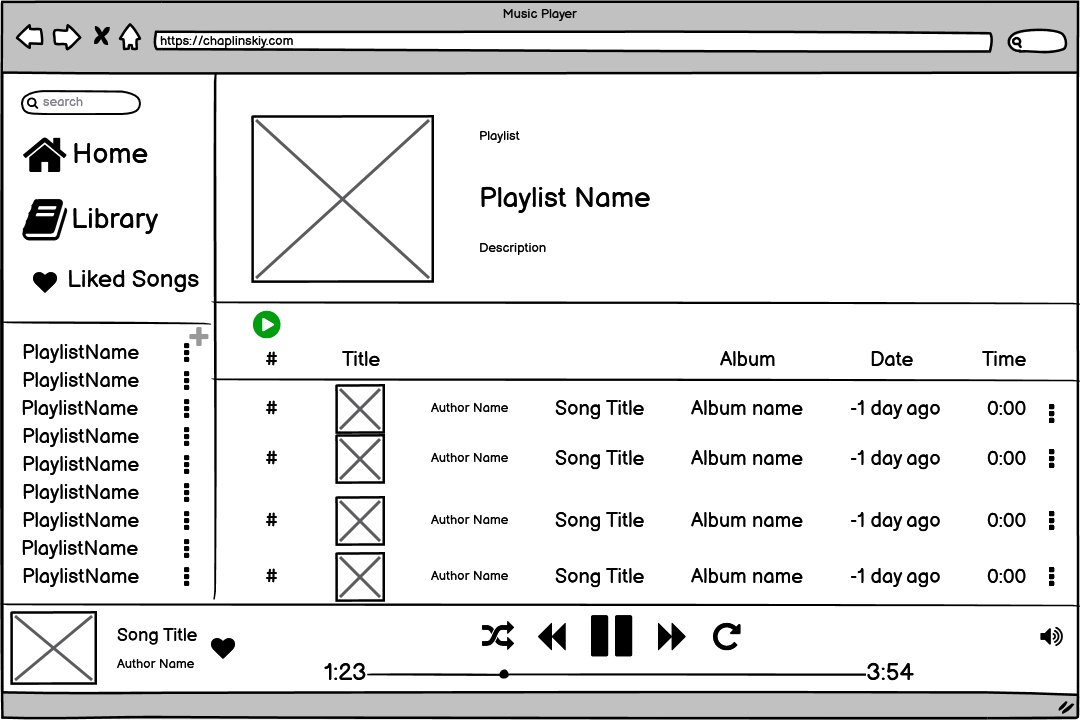 Music Player
https://chaplinskiy.com
search
Home
Library
Liked Songs
PlaylistName
PlaylistName
PlaylistName
PlaylistName
PlaylistName
PlaylistName
PlaylistName
PlaylistName
PlaylistName
Playlist
Playlist Name
Description
# Title Album Date Time
# Author Name Song Title Album name -1 day ago 0:00
# Author Name Song Title Album name -1 day ago 0:00
# Author Name Song Title Album name -1 day ago 0:00
# Author Name Song Title Album name -1 day ago 0:00
Song Title
Author Name
1:23 3:54